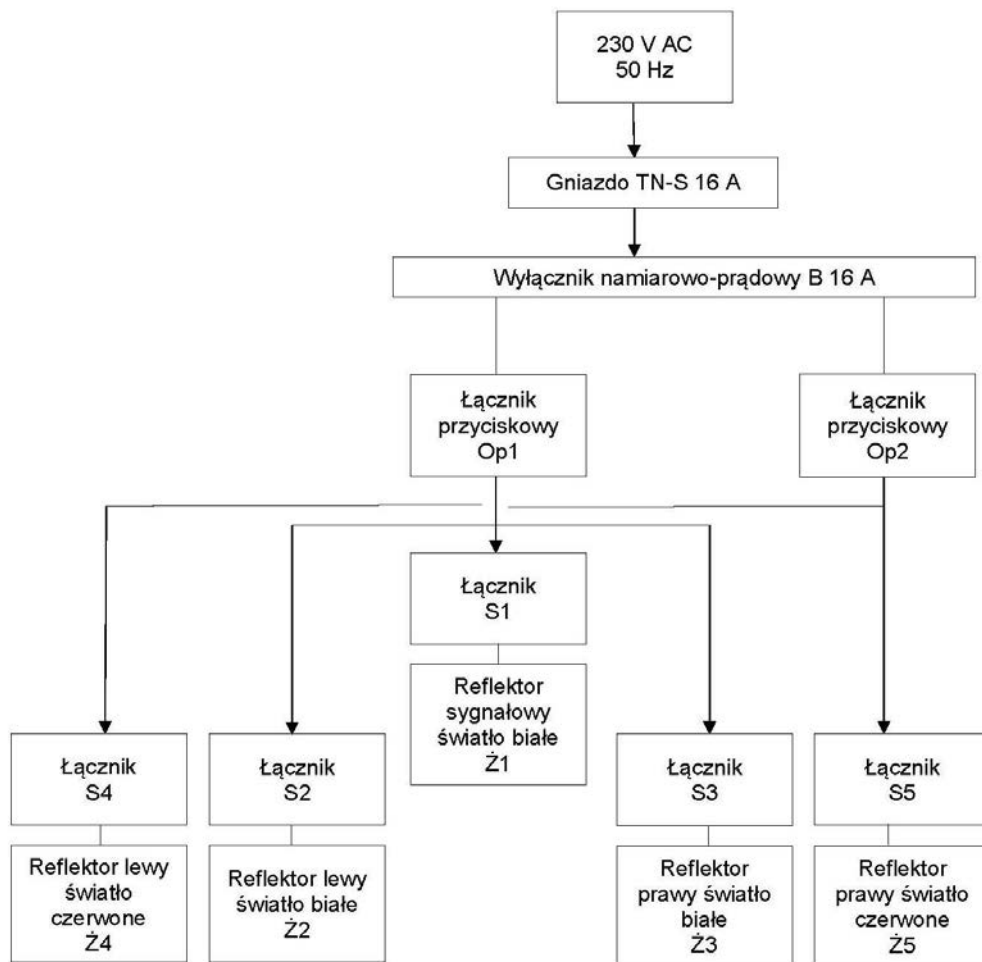 230 V AC
50 Hz
Gniazdo TN-S 16 A
Wyłącznik namiarowo-prądowy B 16 A
Łącznik
przyciskowy
Op1
Łącznik
przyciskowy
Op2
Łącznik
S1
Reflektor
sygnałowy
światło białe
Ż1
Łącznik
S4
Łącznik
S2
Łącznik
S3
Łącznik
S5
Reflektor lewy
światło
czerwone
Ż4
Reflektor lewy
światło białe
Ż2
Reflektor
prawy światło
białe
Ż3
Reflektor
prawy światło
czerwone
Ż5